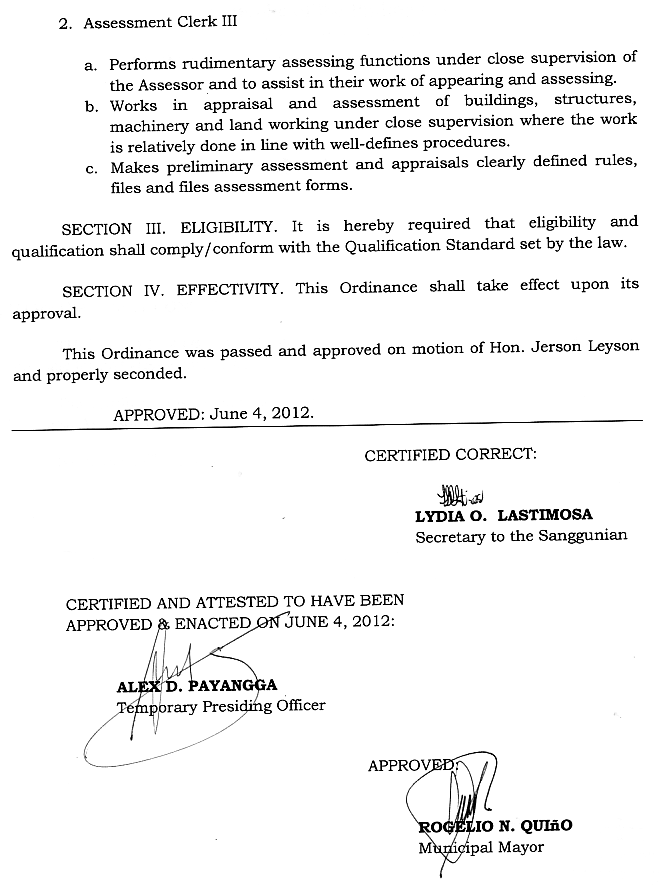 2. Assessment Clerk III
a. Performs rudimentary assessing functions under close supervision of
the Assessor and to assist in their work of appearing and assessing.
b. Works in appraisal and assessment of buildings, structures,
machinery and land working under close supervision where the work
is relatively done in line with well-defines procedures.
c. Makes preliminary assessment and appraisals clearly defined rules,
files and files assessment forms.
SECTION III. ELIGIBILITY. It is hereby required that eligibility and
qualification shall comply/conform with the Qualification Standard set by the law.
SECTION IV. EFFECTIVITY. This Ordinance shall take effect upon its
approval.
This Ordinance was passed and approved on motion of Hon. Jerson Leyson
and properly seconded.
APPROVED: June 4, 2012.
CERTIFIED CORRECT:
LYDIA O. LASTIMOSA
Secretary to the Sanggunian
CERTIFIED AND ATTESTED TO HAVE BEEN
APPROVED & ENACTED ON JUNE 4, 2012:
ALEX D. PAYANGGA
Temporary Presiding Officer
APPROVED:
ROGELIO N. QUIñO
Municipal Mayor